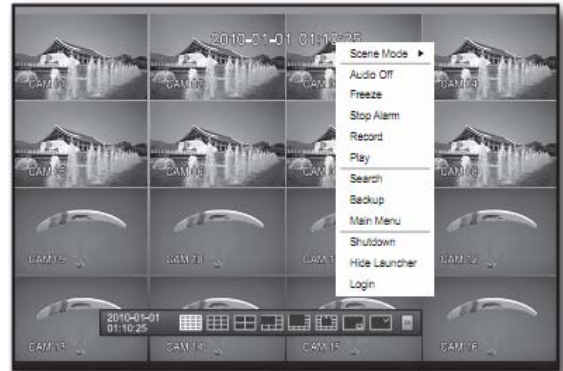 2010-01-01 01:10:25
CAM 01
CAM 02
CAM 04
CAM 05
CAM 06
CAM 08
CAM 09
CAM 10
CAM 12
CAM 13
CAM 14
CAM 15
CAM 16
Scene Mode
Audio Off
Freeze
Stop Alarm
Record
Play
Search
Backup
Main Menu
Shutdown
Hide Launcher
Login
2010-01-01
01:10:25